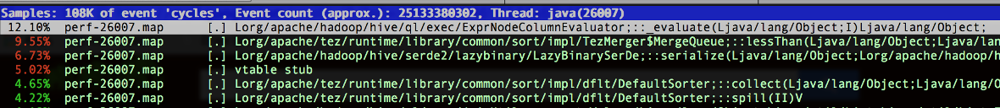 Samples: 108K of event 'cycles', Event count (approx.): 25133380302, Thread: java(26007)
12.10% perf-26007.map [.] Lorg/apache/hadoop/hive/ql/exec/ExprNodeColumnEvaluator;::_evaluate(Ljava/lang/Object;I)Ljava/lang/Object;
9.55% perf-26007.map [.] Lorg/apache/tez/runtime/library/common/sort/impl/TezMerger$MergeQueue;::lessThan(Ljava/lang/Object;Ljava/lan
6.73% perf-26007.map [.] Lorg/apache/hadoop/hive/serde2/lazybinary/LazyBinarySerDe;::serialize(Ljava/lang/Object;Lorg/apache/hadoop/h
5.02% perf-26007.map [.] vtable stub
4.65% perf-26007.map [.] Lorg/apache/tez/runtime/library/common/sort/impl/dflt/DefaultSorter;::collect(Ljava/lang/Object;Ljava/lang/O
4.22% perf-26007.map [.] Lorg/apache/tez/runtime/library/common/sort/impl/dflt/DefaultSorter;::spill(II)V